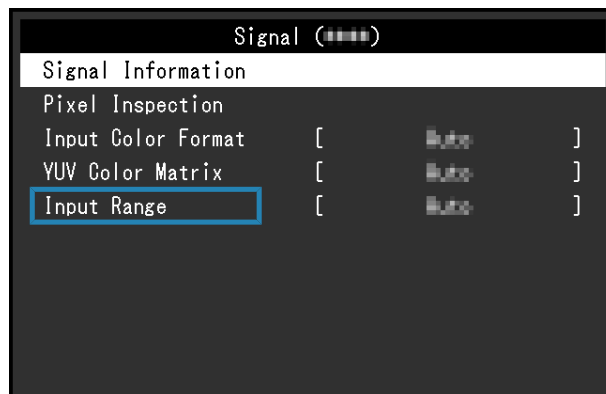 Signal ( )
Signal Information
Pixel Inspection
Input Color Format [ ]
YUV Color Matrix [ ]
Input Range [ ]